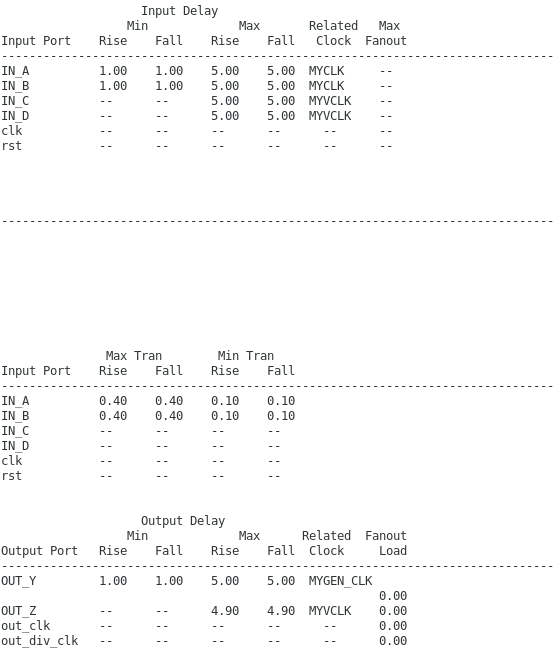 Input Delay
                  Min             Max       Related   Max
Input Port    Rise    Fall    Rise    Fall   Clock  Fanout
-------------------------------------------------------------------------------
IN_A          1.00    1.00    5.00    5.00  MYCLK     --
IN_B          1.00    1.00    5.00    5.00  MYCLK     --
IN_C          --      --      5.00    5.00  MYVCLK    --
IN_D          --      --      5.00    5.00  MYVCLK    --
clk           --      --      --      --      --      --
rst           --      --      --      --      --      --
-------------------------------------------------------------------------------
               Max Tran        Min Tran
Input Port    Rise    Fall    Rise    Fall
-------------------------------------------------------------------------------
IN_A          0.40    0.40    0.10    0.10
IN_B          0.40    0.40    0.10    0.10
IN_C          --      --      --      --
IN_D          --      --      --      --
clk           --      --      --      --
rst           --      --      --      --
                    Output Delay
                  Min             Max      Related  Fanout
Output Port   Rise    Fall    Rise    Fall  Clock     Load
-------------------------------------------------------------------------------
OUT_Y         1.00    1.00    5.00    5.00  MYGEN_CLK
                                                      0.00
OUT_Z         --      --      4.90    4.90  MYVCLK    0.00
out_clk       --      --      --      --      --      0.00
out_div_clk   --      --      --      --      --      0.00